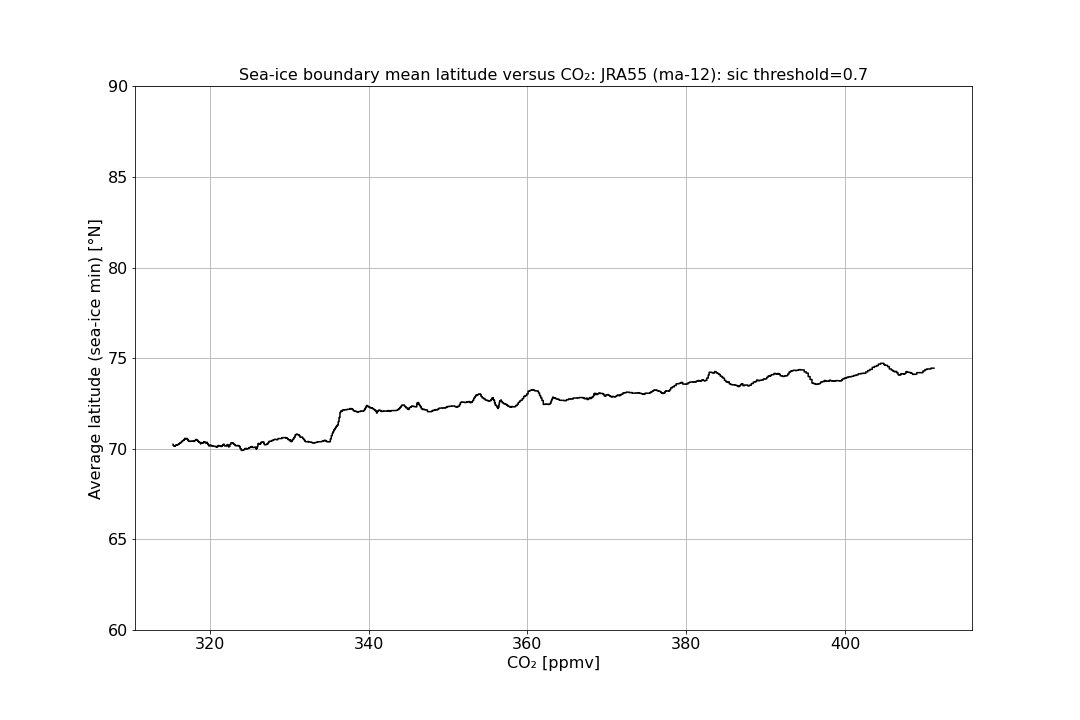 Sea-ice boundary mean latitude versus CO₂: JRA55 (ma-12): sic threshold=0.7
90
85
80
75
70
65
60
Average latitude (sea-ice min) [°N]
320 340 360 380 400
CO₂ [ppmv]